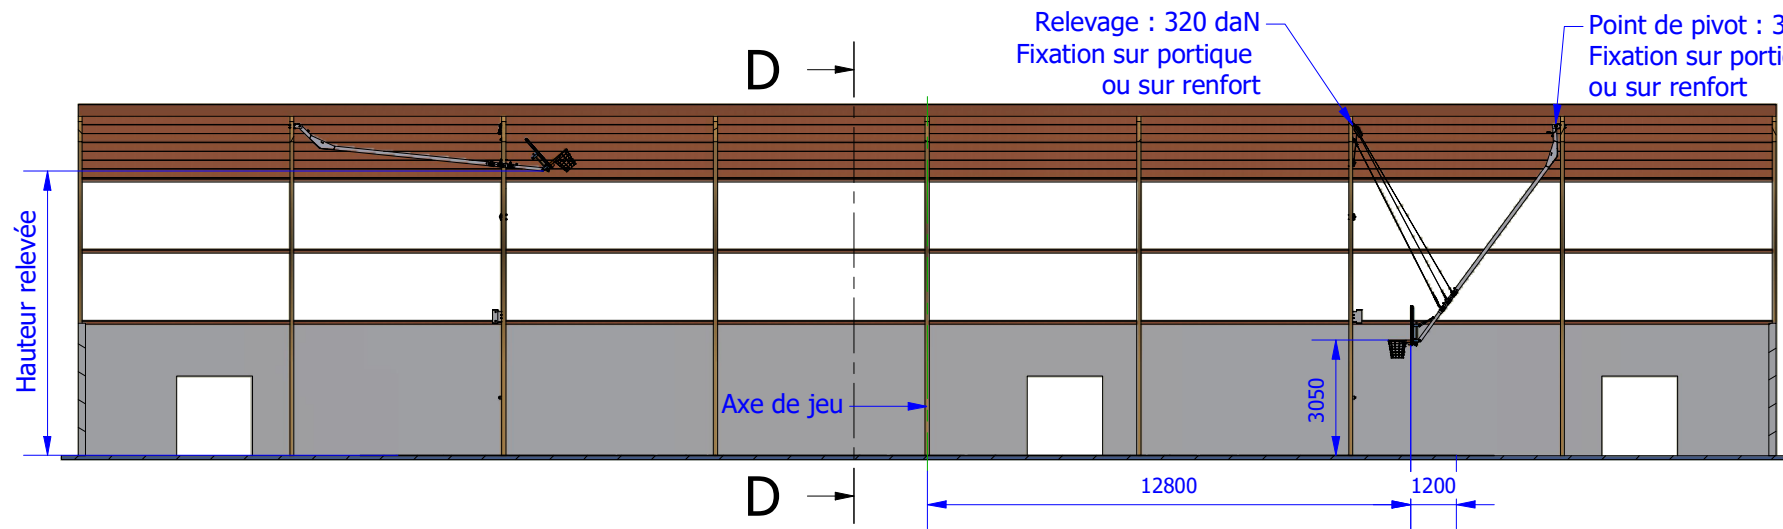 Relevage : 320 daN
Fixation sur portique
ou sur renfort
Point de pivot :
Fixation sur
ou sur renfort
D
Hauteur relevée
Axe de jeu
3050
D
12800
1200